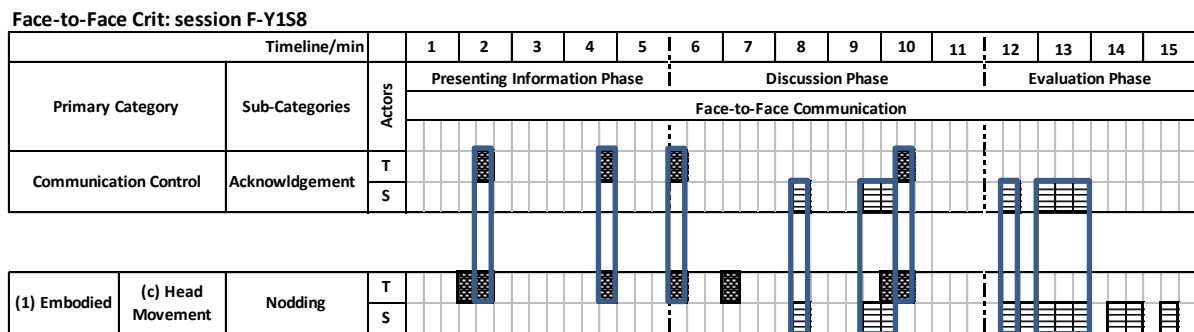 Face-to-Face Crit: session F-Y1S8
Timeline/min 1 2 3 4 5 6 7 8 9 10 11 12 13 14 15
Primary Category Sub-Categories Actors Presenting Information Phase Discussion Phase Evaluation Phase
Face-to-Face Communication
Communication Control Acknowldgement T
S
(1) Embodied (c) Head Movement Nodding T
S